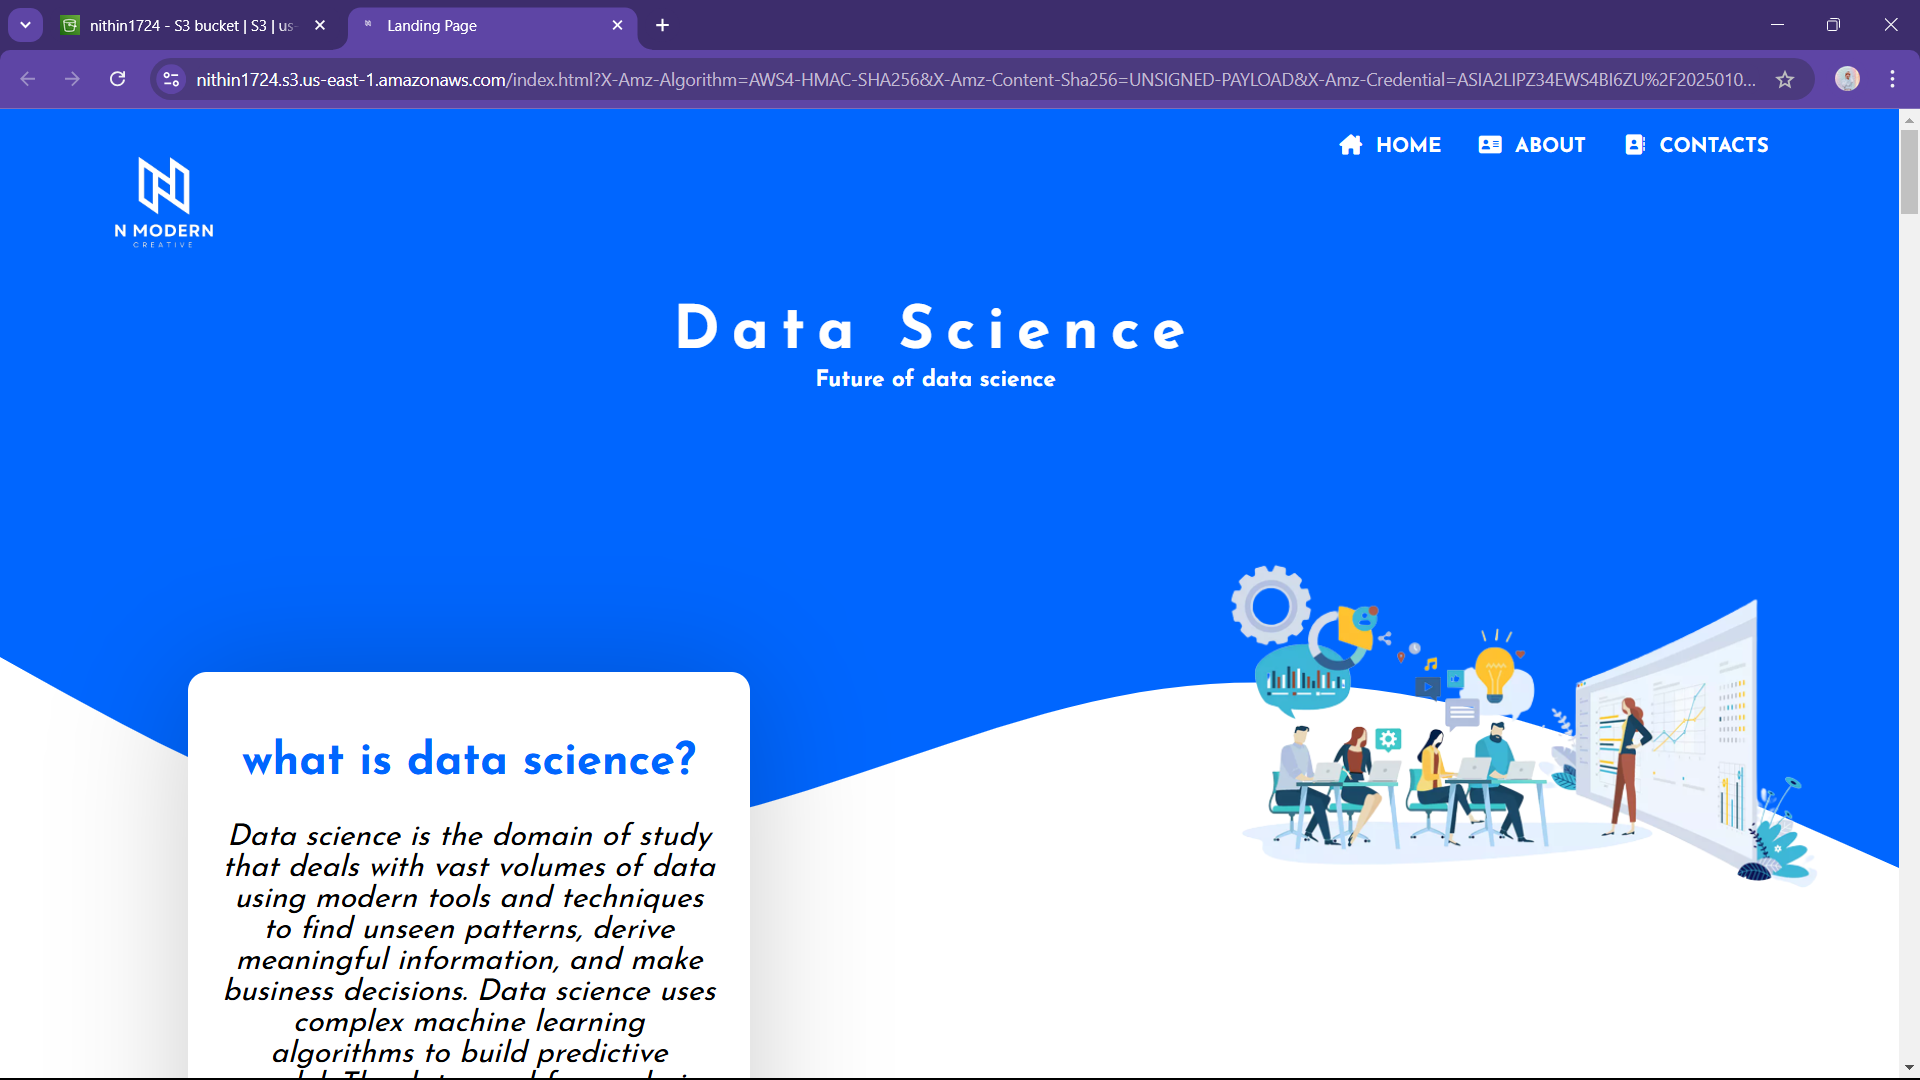 nithin1724 - S3 bucket | S3 | us-
Landing Page
nithin1724.s3.us-east-1.amazonaws.com/index.html?X-Amz-Algorithm=AWS4-HMAC-SHA256&X-Amz-Content-Sha256=UNSIGNED-PAYLOAD&X-Amz-Credential=ASIA2LIPZ34EWS4BI6ZU%2F2025010...
HOME
ABOUT
CONTACTS
N MODERN
CREATIVE
Data Science
Future of data science
what is data science?
Data science is the domain of study
that deals with vast volumes of data
using modern tools and techniques
to find unseen patterns, derive
meaningful information, and make
business decisions. Data science uses
complex machine learning
algorithms to build predictive